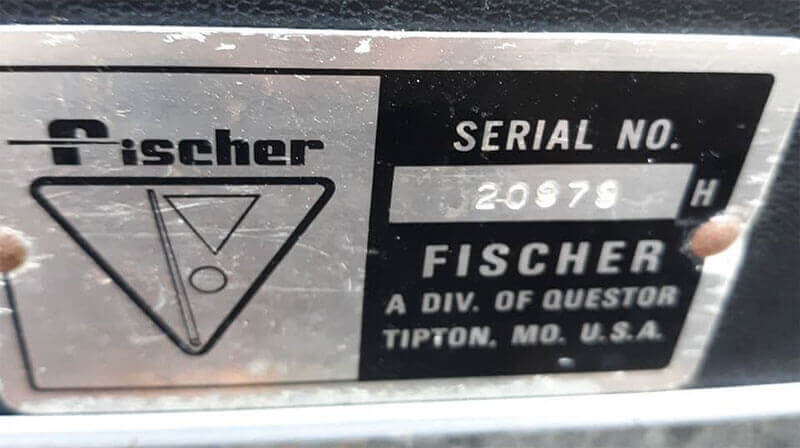 Fischer
SERIAL NO.
20979 H
FISCHER
A DIV. OF QUESTOR
TIPTON, MO. U.S.A.